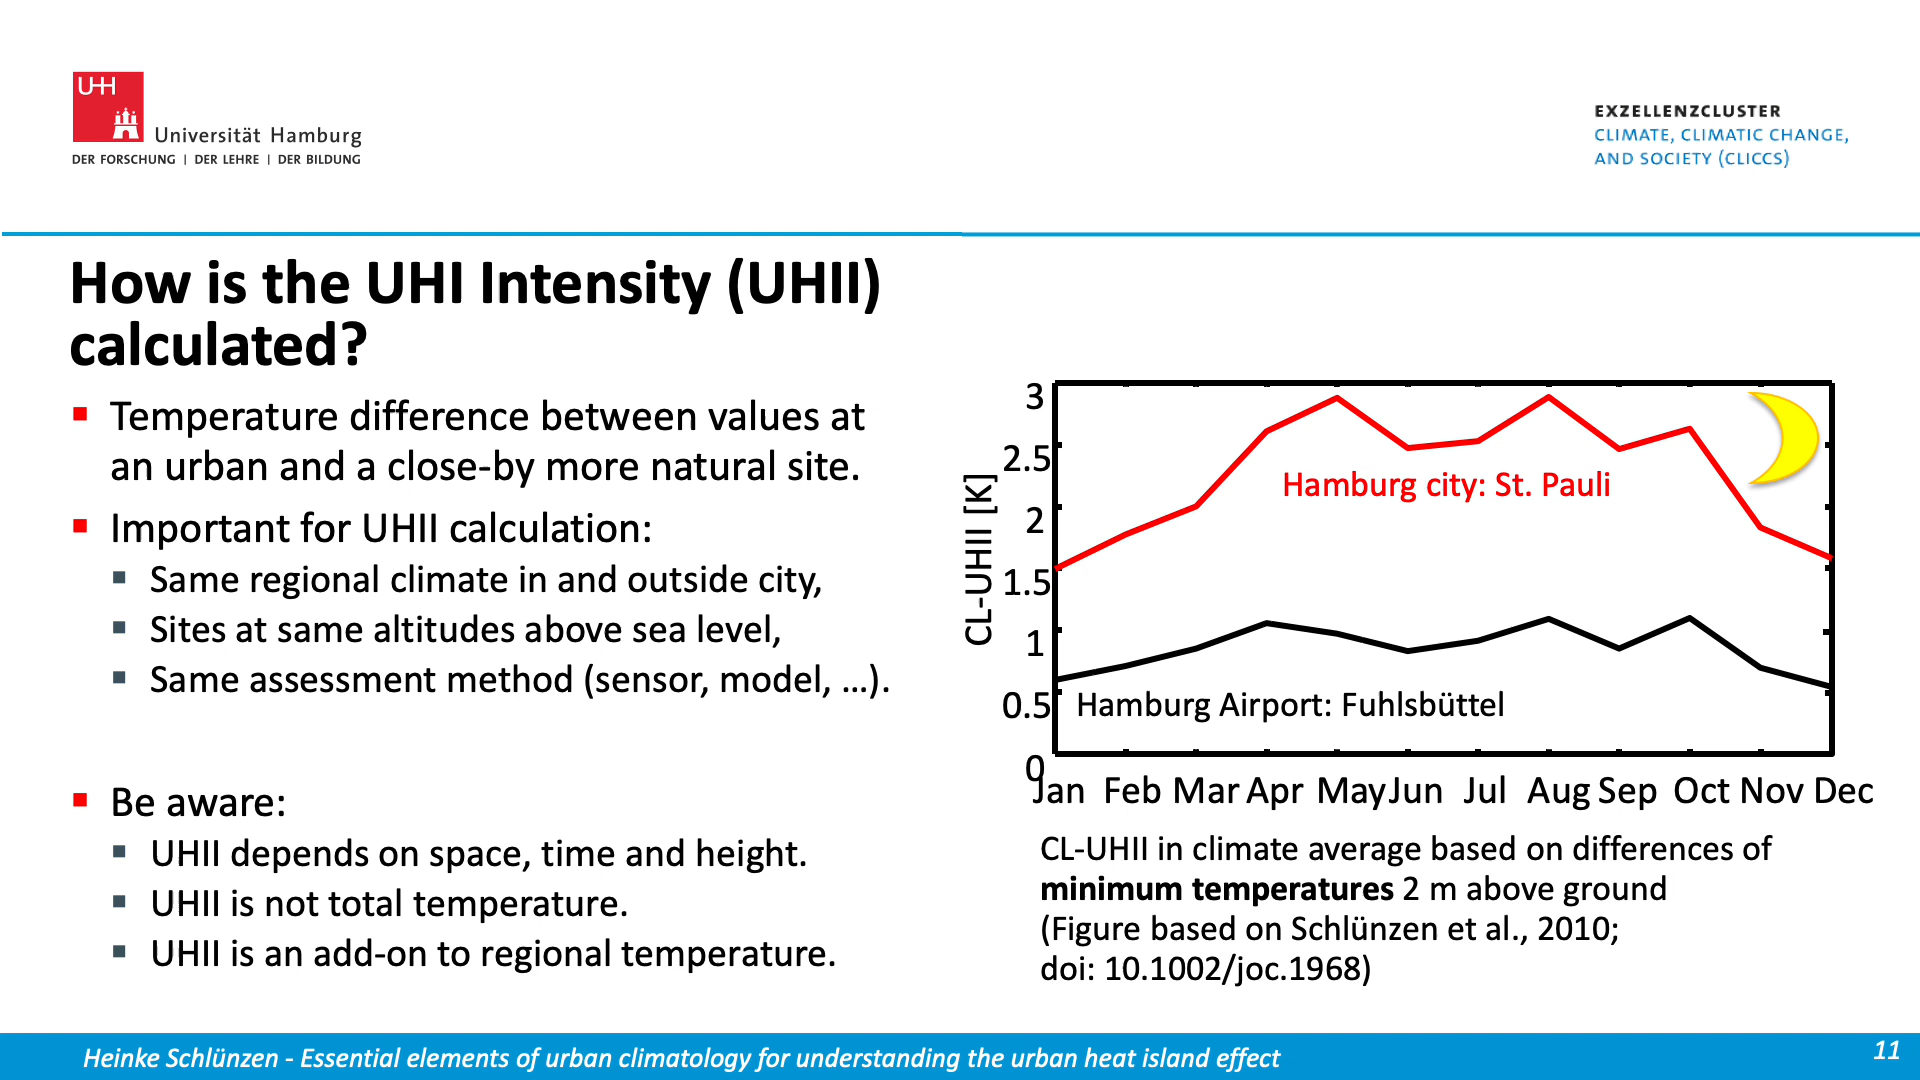 UHH
Universität Hamburg
DER FORSCHUNG | DER LEHRE | DER BILDUNG
EXZELLENZCLUSTER
CLIMATE, CLIMATIC CHANGE,
AND SOCIETY (CLICCS)
How is the UHI Intensity (UHII)
calculated?
Temperature difference between values at
an urban and a close-by more natural site.
Important for UHII calculation:
Same regional climate in and outside city,
Sites at same altitudes above sea level,
Same assessment method (sensor, model, ...).
Be aware:
UHII depends on space, time and height.
UHII is not total temperature.
UHII is an add-on to regional temperature.
CL-UHII [K]
3
2.5
2
1.5
1
0.5
0
Hamburg city: St. Pauli
Hamburg Airport: Fuhlsbüttel
Jan Feb Mar Apr May Jun Jul Aug Sep Oct Nov Dec
CL-UHII in climate average based on differences of
minimum temperatures 2 m above ground
(Figure based on Schlünzen et al., 2010;
doi: 10.1002/joc.1968)
Heinke Schlünzen - Essential elements of urban climatology for understanding the urban heat island effect
11